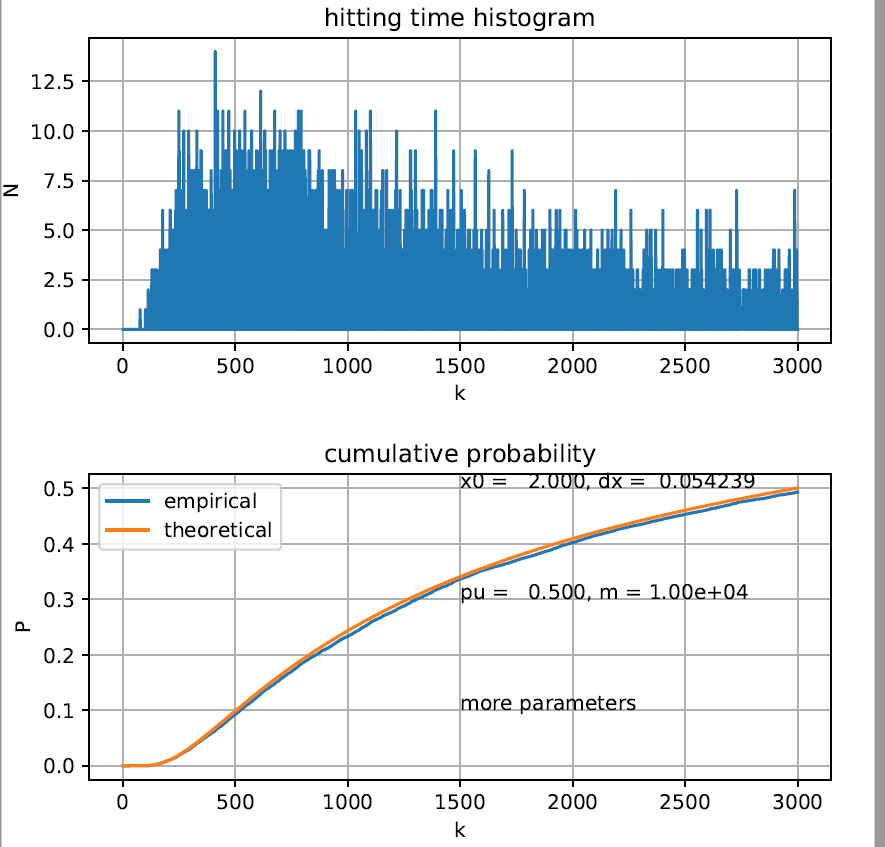 hitting time histogram
12.5
10.0
7.5
5.0
2.5
0.0
N
0 500 1000 1500 2000 2500 3000
k
cumulative probability
0.5
0.4
0.3
0.2
0.1
0.0
P
empirical
theoretical
x0 =   2.000, dx =  0.054239
pu =   0.500, m = 1.00e+04
more parameters
0 500 1000 1500 2000 2500 3000
k